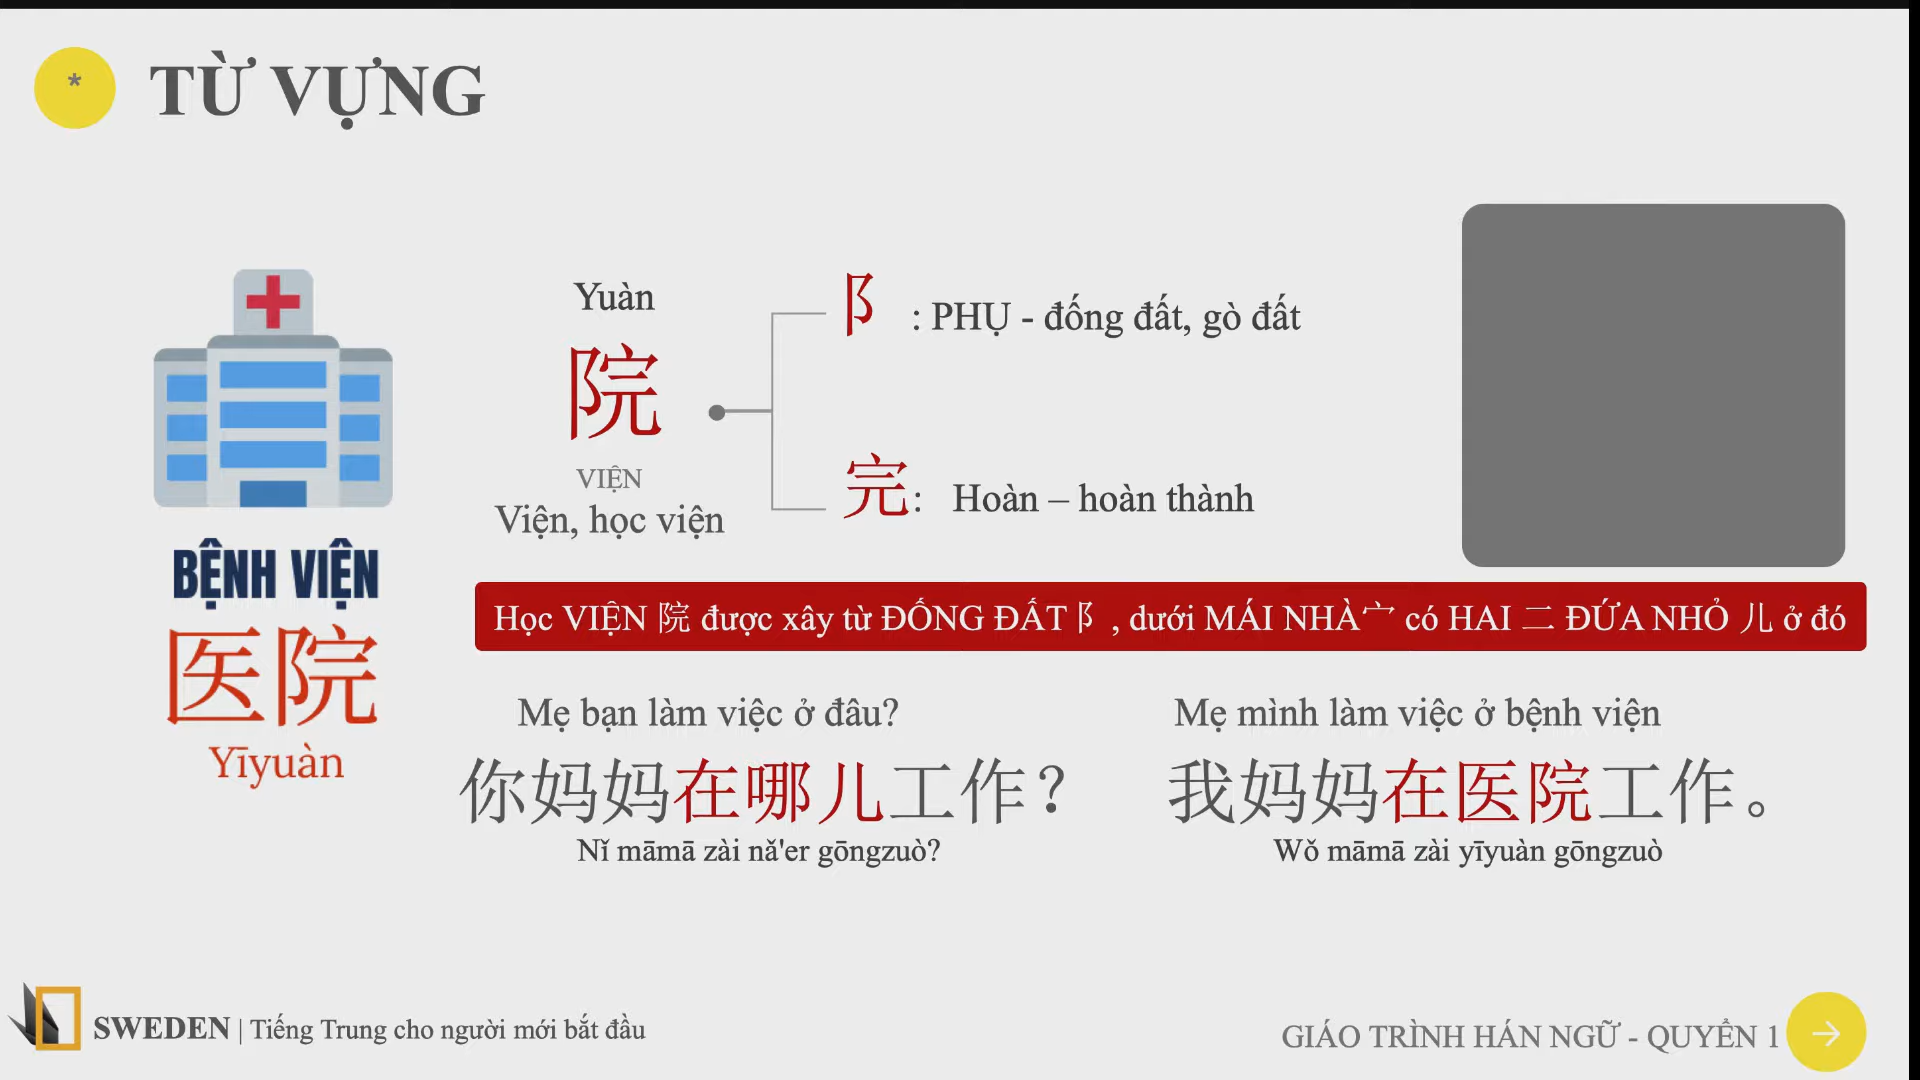 *
TỪ VỰNG
Yuàn
院
VIỆN
Viện, học viện
阝: PHỤ - đống đất, gò đất
完: Hoàn – hoàn thành
BỆNH VIỆN
医院
Yīyuàn
Học VIỆN 院 được xây từ ĐỐNG ĐẤT 阝, dưới MÁI NHÀ宀 có HAI 二 ĐỨA NHỎ 儿 ở đó
Mẹ bạn làm việc ở đâu?
你妈妈在哪儿工作？
Nǐ māmā zài nǎ'er gōngzuò?
Mẹ mình làm việc ở bệnh viện
我妈妈在医院工作。
Wǒ māmā zài yīyuàn gōngzuò
SWEDEN | Tiếng Trung cho người mới bắt đầu
GIÁO TRÌNH HÁN NGỮ - QUYỂN 1